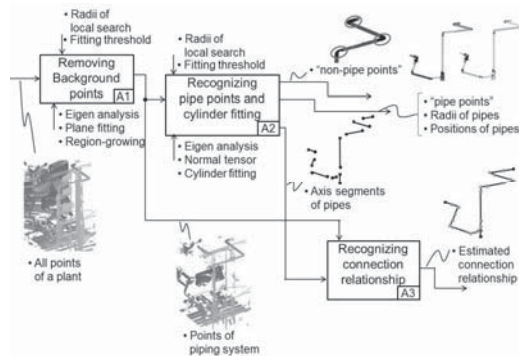 • Radii of
local search
• Fitting threshold
Removing
Background
points
A1
• Eigen analysis
• Plane fitting
• Region-growing
• All points
of a plant
• Radii of
local search
• Fitting threshold
Recognizing
pipe points and
cylinder fitting
A2
• Eigen analysis
• Normal tensor
• Cylinder fitting
• Points of
piping system
• "non-pipe points"
• "pipe points"
• Radii of pipes
• Positions of pipes
• Axis segments
of pipes
Recognizing
connection
relationship
A3
• Estimated
connection
relationship